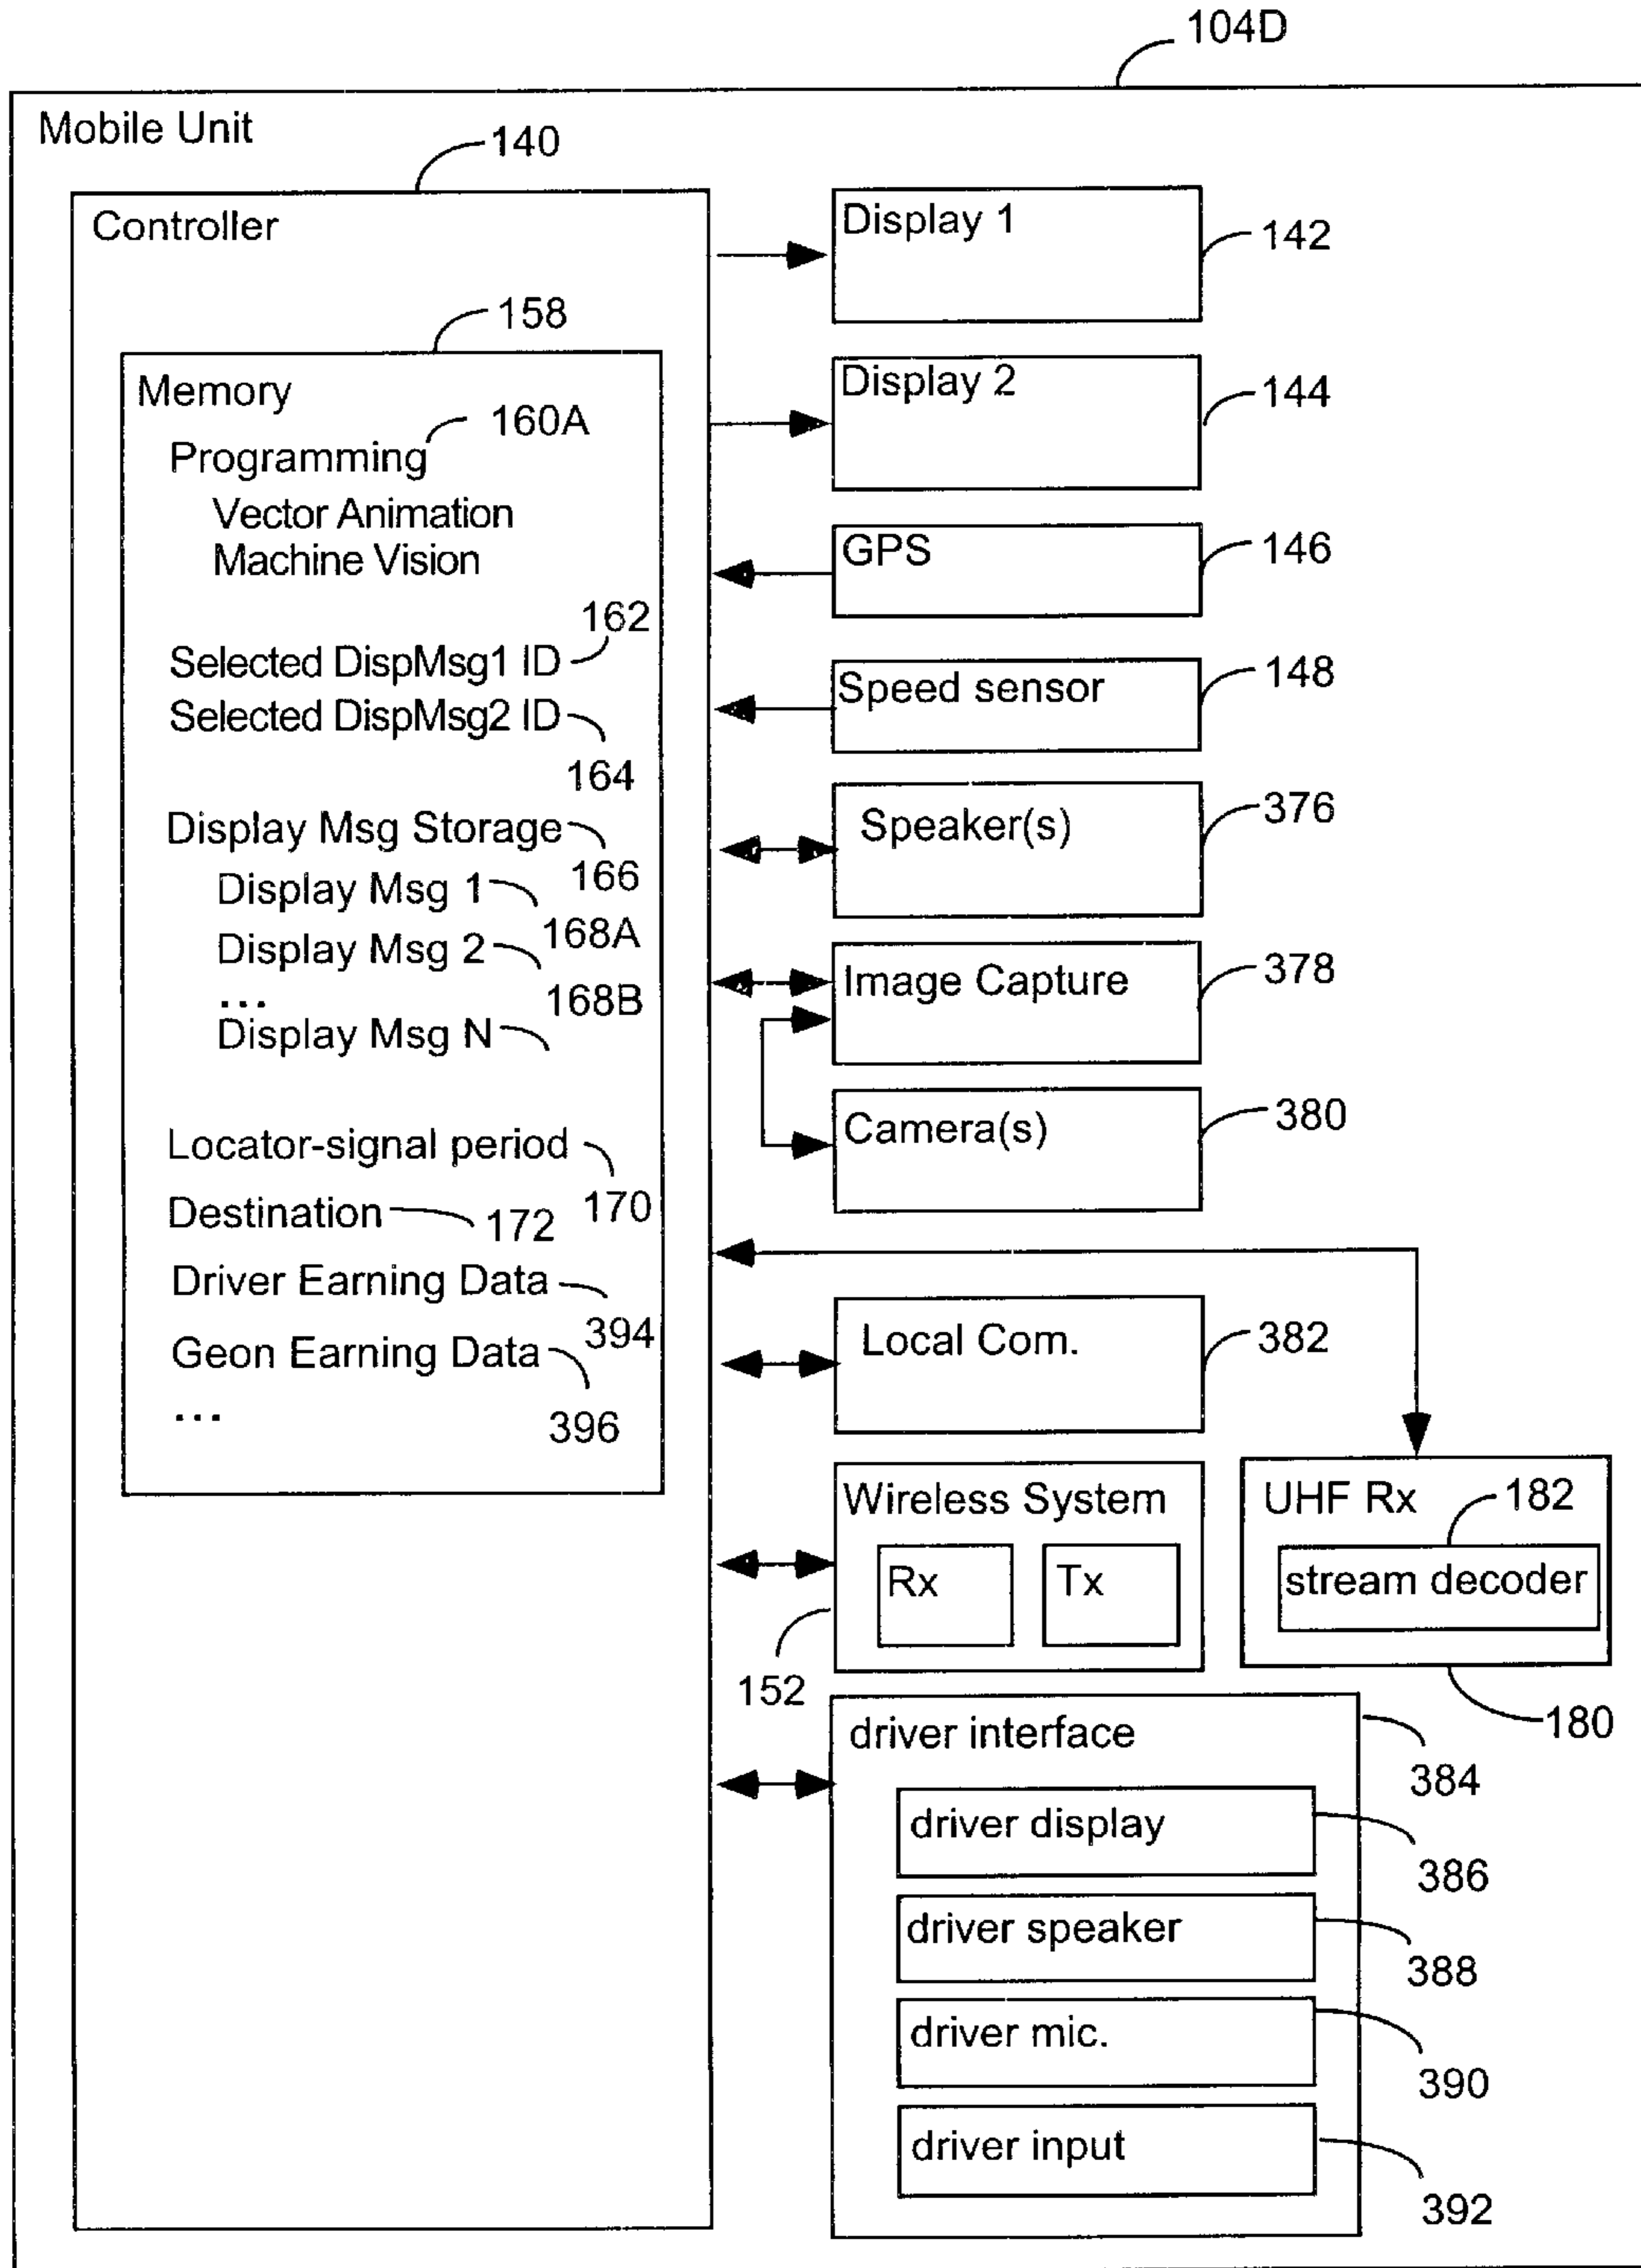 104D
Mobile Unit
140
Controller
158
Memory
160A
Programming
Vector Animation
Machine Vision
162
Selected DispMsg1 ID
Selected DispMsg2 ID
164
Display Msg Storage
166
Display Msg 1
168A
Display Msg 2
168B
...
Display Msg N
Locator-signal period
170
Destination
172
Driver Earning Data
394
Geon Earning Data
396
...
Display 1
142
Display 2
144
GPS
146
Speed sensor
148
Speaker(s)
376
Image Capture
378
Camera(s)
380
Local Com.
382
Wireless System
Rx
Tx
152
UHF Rx
182
stream decoder
180
driver interface
384
driver display
386
driver speaker
388
driver mic.
390
driver input
392